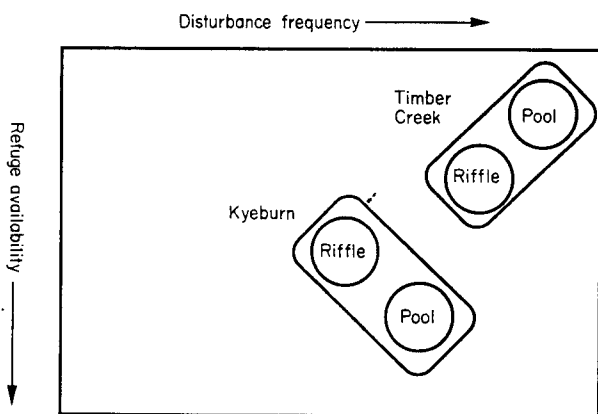 Disturbance frequency
Refuge availability
Timber
Creek
Pool
Riffle
Kyeburn
Riffle
Pool